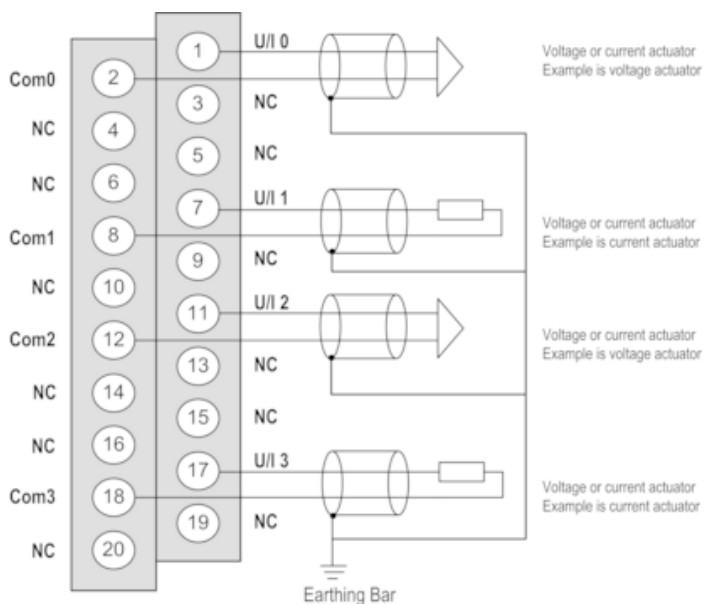 1 U/I 0
Voltage or current actuator
Example is voltage actuator
Com0 2
3 NC
NC 4
5 NC
NC 6
7 U/I 1
Voltage or current actuator
Example is current actuator
Com1 8
9 NC
NC 10
11 U/I 2
Voltage or current actuator
Example is voltage actuator
Com2 12
13 NC
NC 14
15 NC
NC 16
17 U/I 3
Voltage or current actuator
Example is current actuator
Com3 18
19 NC
NC 20
Earthing Bar